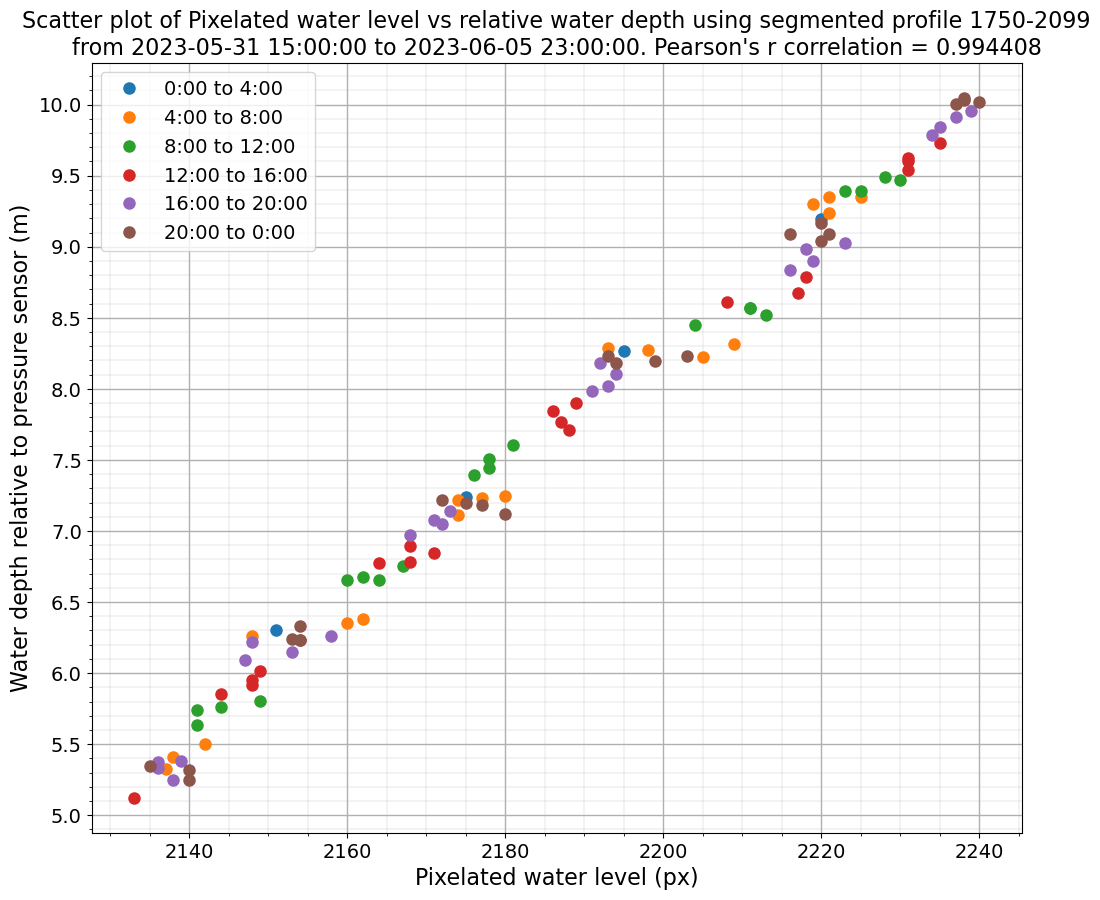 Scatter plot of Pixelated water level vs relative water depth using segmented profile 1750-2099
from 2023-05-31 15:00:00 to 2023-06-05 23:00:00. Pearson's r correlation = 0.994408
0:00 to 4:00
4:00 to 8:00
8:00 to 12:00
12:00 to 16:00
16:00 to 20:00
20:00 to 0:00
Water depth relative to pressure sensor (m)
10.0
9.5
9.0
8.5
8.0
7.5
7.0
6.5
6.0
5.5
5.0
2140 2160 2180 2200 2220 2240
Pixelated water level (px)